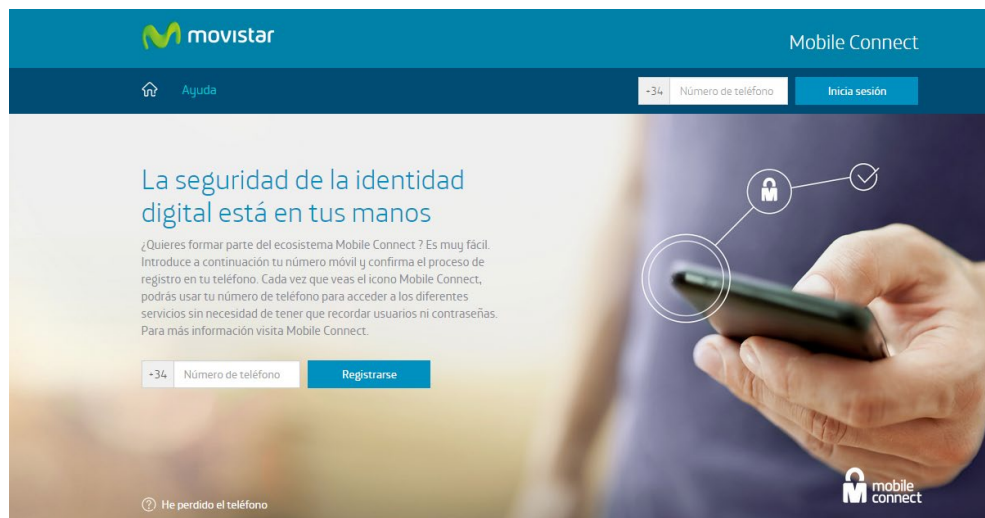 movistar
Mobile Connect
Ayuda
+34 Número de teléfono
Inicia sesión
La seguridad de la identidad
digital está en tus manos
¿Quieres formar parte del ecosistema Mobile Connect ? Es muy fácil.
Introduce a continuación tu número móvil y confirma el proceso de
registro en tu teléfono. Cada vez que veas el icono Mobile Connect,
podrás usar tu número de teléfono para acceder a los diferentes
servicios sin necesidad de tener que recordar usuarios ni contraseñas.
Para más información visita Mobile Connect.
+34 Número de teléfono
Registrarse
? He perdido el teléfono
mobile
connect